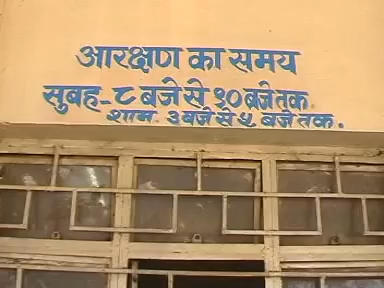 आरक्षण का समय
सुबह-८ बजे से १० बजे तक.
शाम. ३ बजे से ५ बजे तक.